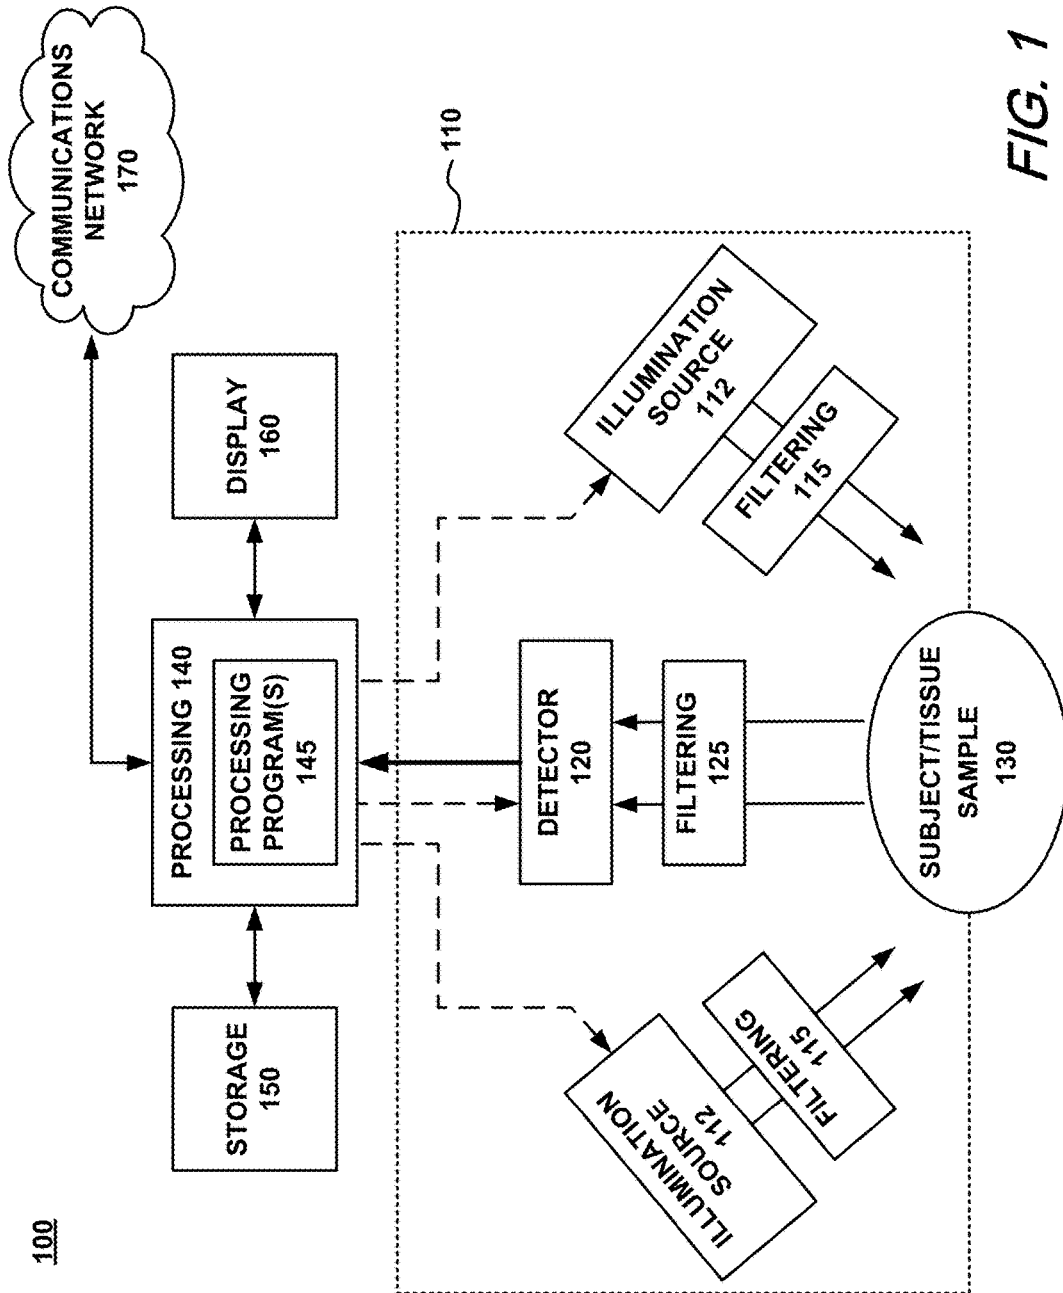 100
COMMUNICATIONS
NETWORK
170
STORAGE
150
PROCESSING 140
PROCESSING
PROGRAM(S)
145
DISPLAY
160
110
ILLUMINATION
SOURCE
112
FILTERING
115
DETECTOR
120
FILTERING
125
ILLUMINATION
SOURCE
112
FILTERING
115
SUBJECT/TISSUE
SAMPLE
130
FIG. 1